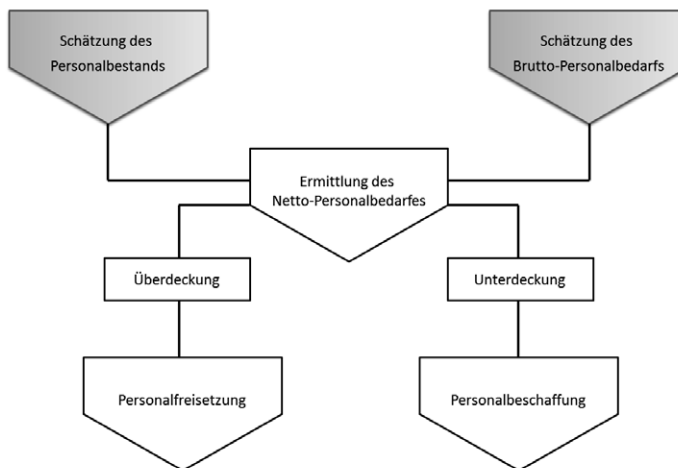 Schätzung des
Personalbestands
Schätzung des
Brutto-Personalbedarfs
Ermittlung des
Netto-Personalbedarfes
Überdeckung
Unterdeckung
Personalfreisetzung
Personalbeschaffung